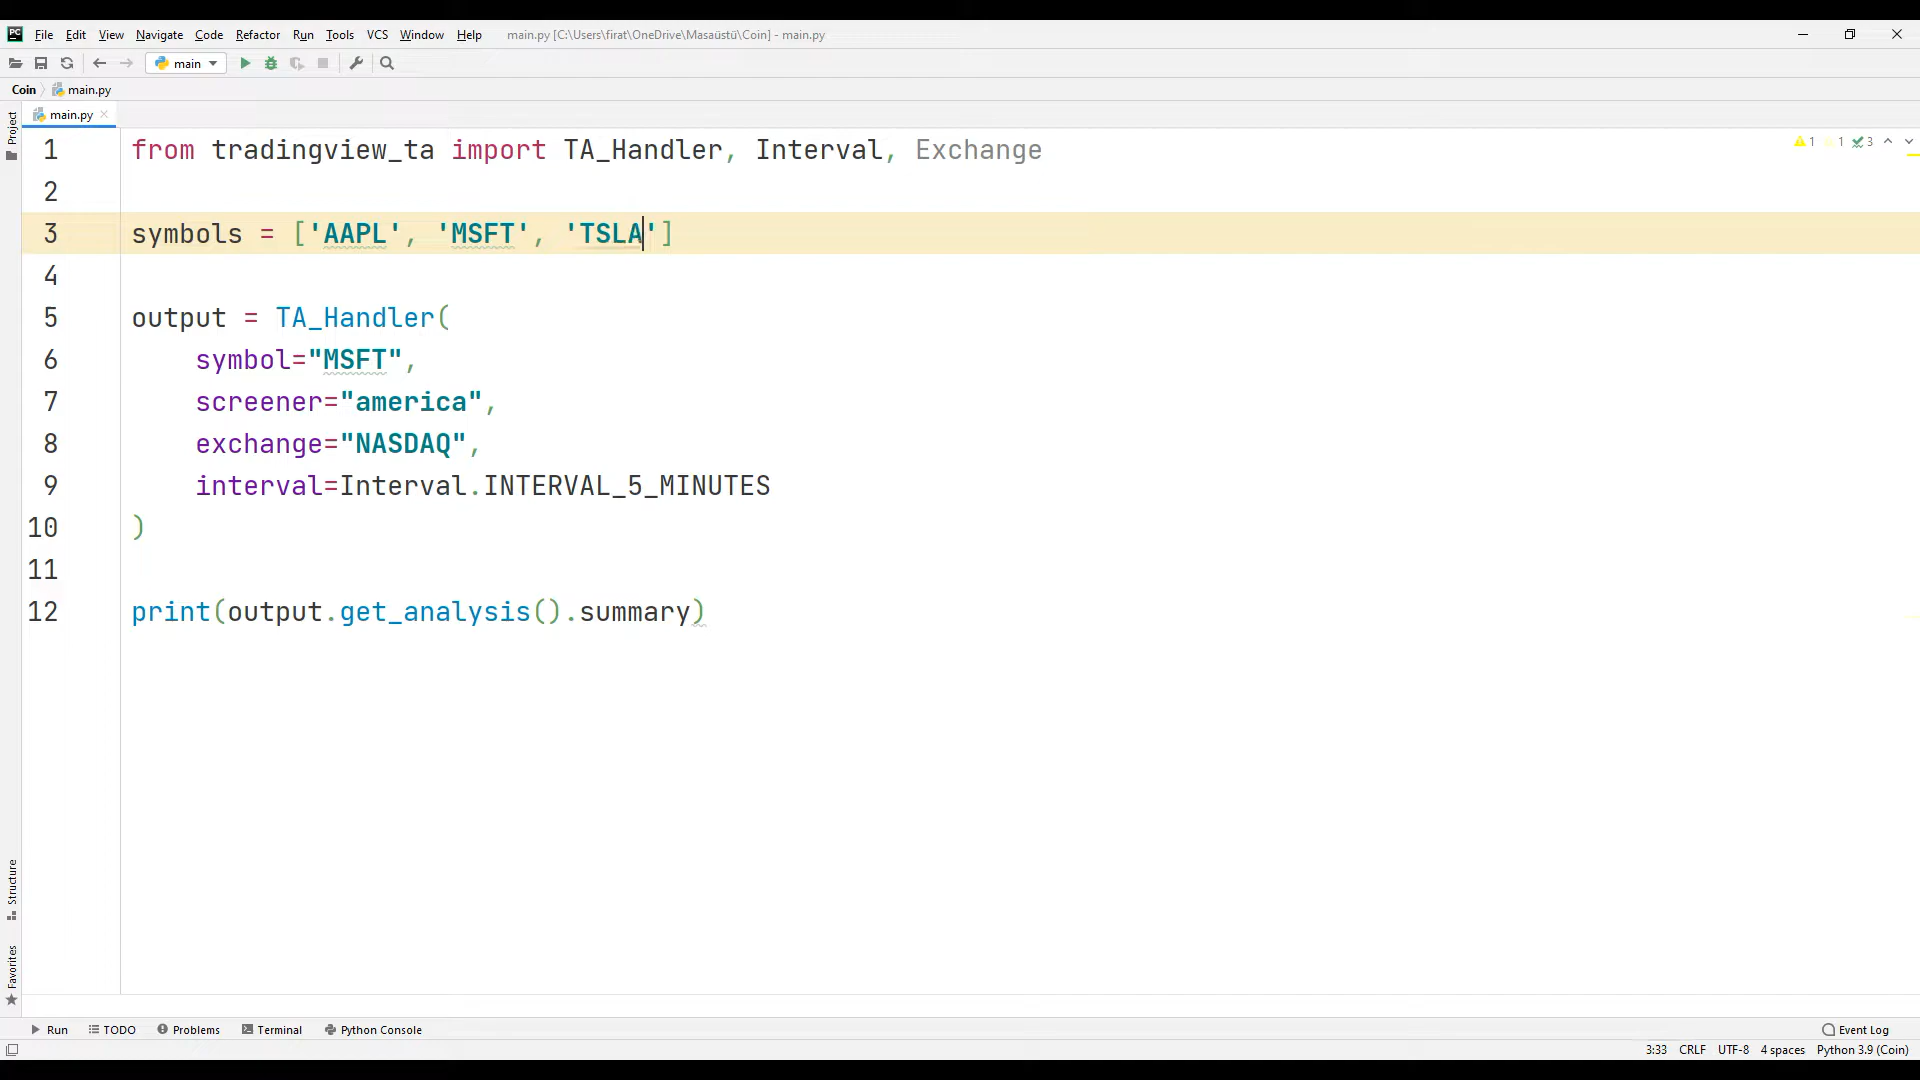 PC File Edit View Navigate Code Refactor Run Tools VCS Window Help main.py [C:\Users\firat\OneDrive\Masaüstü\Coin] - main.py
main
Coin main.py
main.py
Project
1 from tradingview_ta import TA_Handler, Interval, Exchange
1 1 3
2
3 symbols = ['AAPL', 'MSFT', 'TSLA']
4
5 output = TA_Handler(
6 symbol="MSFT",
7 screener="america",
8 exchange="NASDAQ",
9 interval=Interval.INTERVAL_5_MINUTES
10 )
11
12 print(output.get_analysis().summary)
Structure
Favorites
Run TODO Problems Terminal Python Console Event Log
3:33 CRLF UTF-8 4 spaces Python 3.9 (Coin)